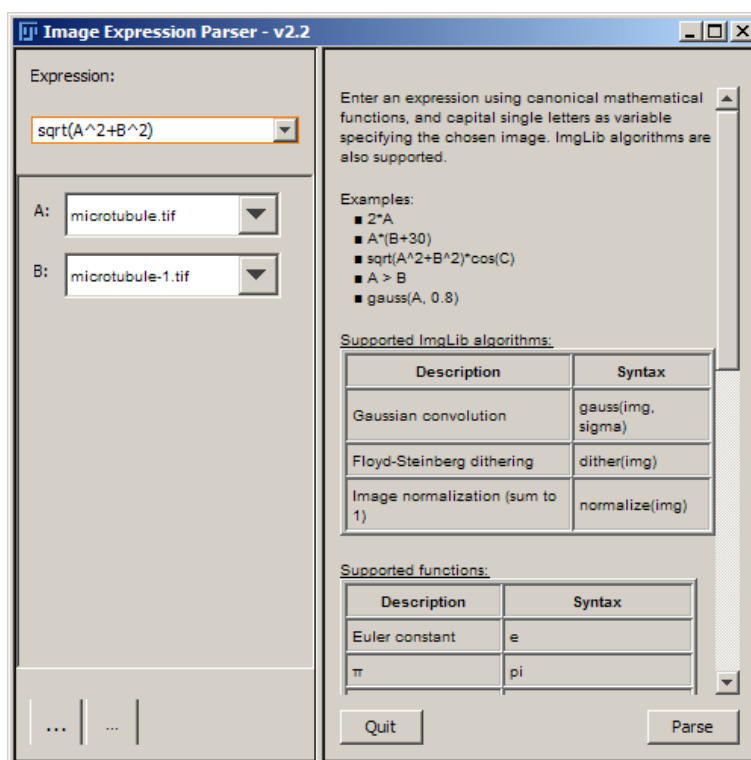 Image Expression Parser - v2.2
Expression:
sqrt(A^2+B^2)
A: microtubule.tif
B: microtubule-1.tif
... ...
Enter an expression using canonical mathematical
functions, and capital single letters as variable
specifying the chosen image. ImgLib algorithms are
also supported.
Examples:
■ 2*A
■ A*(B+30)
■ sqrt(A^2+B^2)*cos(C)
■ A > B
■ gauss(A, 0.8)
Supported ImgLib algorithms:
Description Syntax
Gaussian convolution gauss(img,
sigma)
Floyd-Steinberg dithering dither(img)
Image normalization (sum to
1) normalize(img)
Supported functions:
Description Syntax
Euler constant e
π pi
Quit Parse